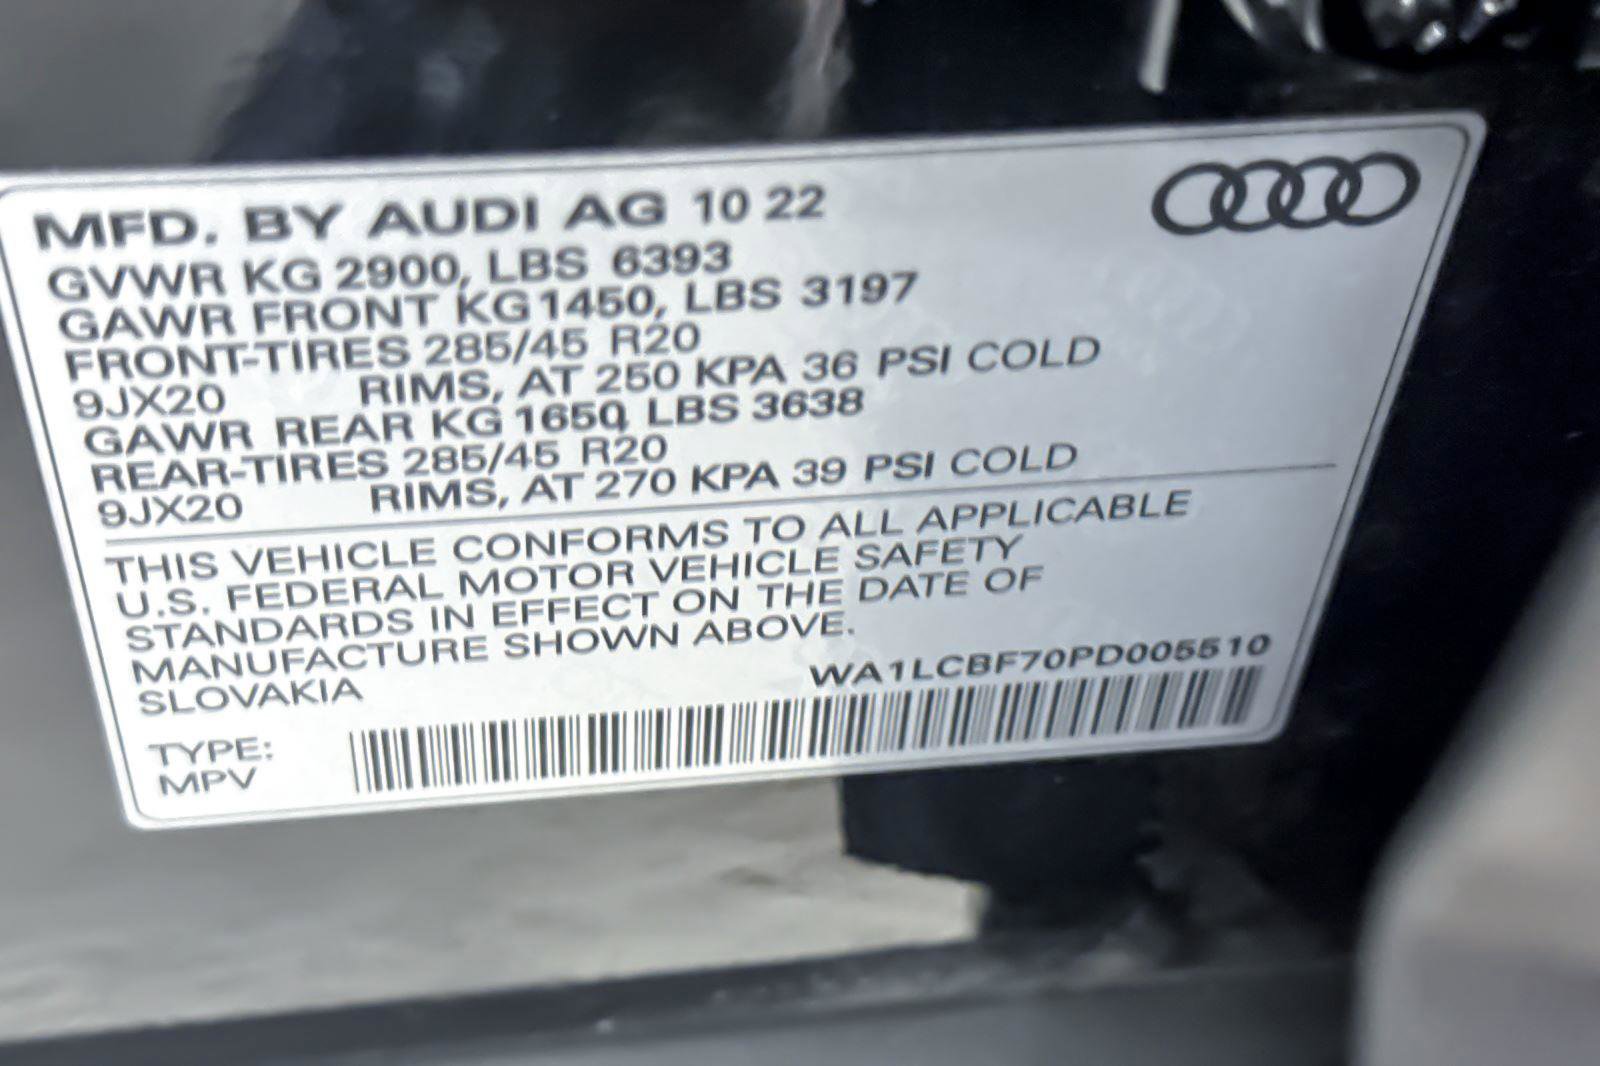 MFD. BY AUDI AG 10 22
GVWR KG 2900, LBS 6393
GAWR FRONT KG 1450, LBS 3197
FRONT-TIRES 285/45 R20
9JX20 RIMS, AT 250 KPA 36 PSI COLD
GAWR REAR KG 1650, LBS 3638
REAR-TIRES 285/45 R20
9JX20 RIMS, AT 270 KPA 39 PSI COLD
THIS VEHICLE CONFORMS TO ALL APPLICABLE
U.S. FEDERAL MOTOR VEHICLE SAFETY
STANDARDS IN EFFECT ON THE DATE OF
MANUFACTURE SHOWN ABOVE.
SLOVAKIA WA1LCBF70PD005510
TYPE:
MPV